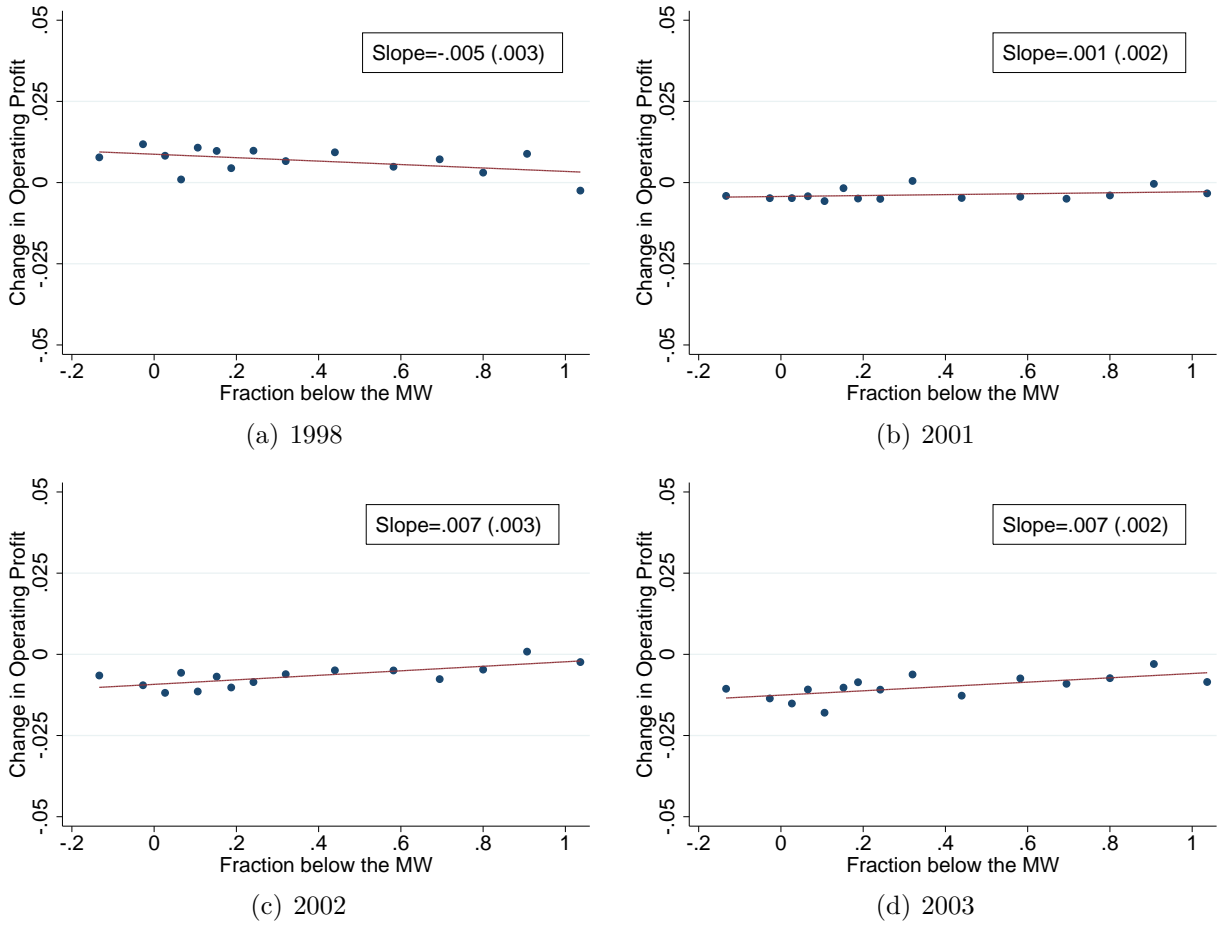 Change in Operating Profit
.05
.025
0
-.025
-.05
Slope=-.005 (.003)
-.2 0 .2 .4 .6 .8 1
Fraction below the MW
(a) 1998
Change in Operating Profit
.05
.025
0
-.025
-.05
Slope=.001 (.002)
-.2 0 .2 .4 .6 .8 1
Fraction below the MW
(b) 2001
Change in Operating Profit
.05
.025
0
-.025
-.05
Slope=.007 (.003)
-.2 0 .2 .4 .6 .8 1
Fraction below the MW
(c) 2002
Change in Operating Profit
.05
.025
0
-.025
-.05
Slope=.007 (.002)
-.2 0 .2 .4 .6 .8 1
Fraction below the MW
(d) 2003